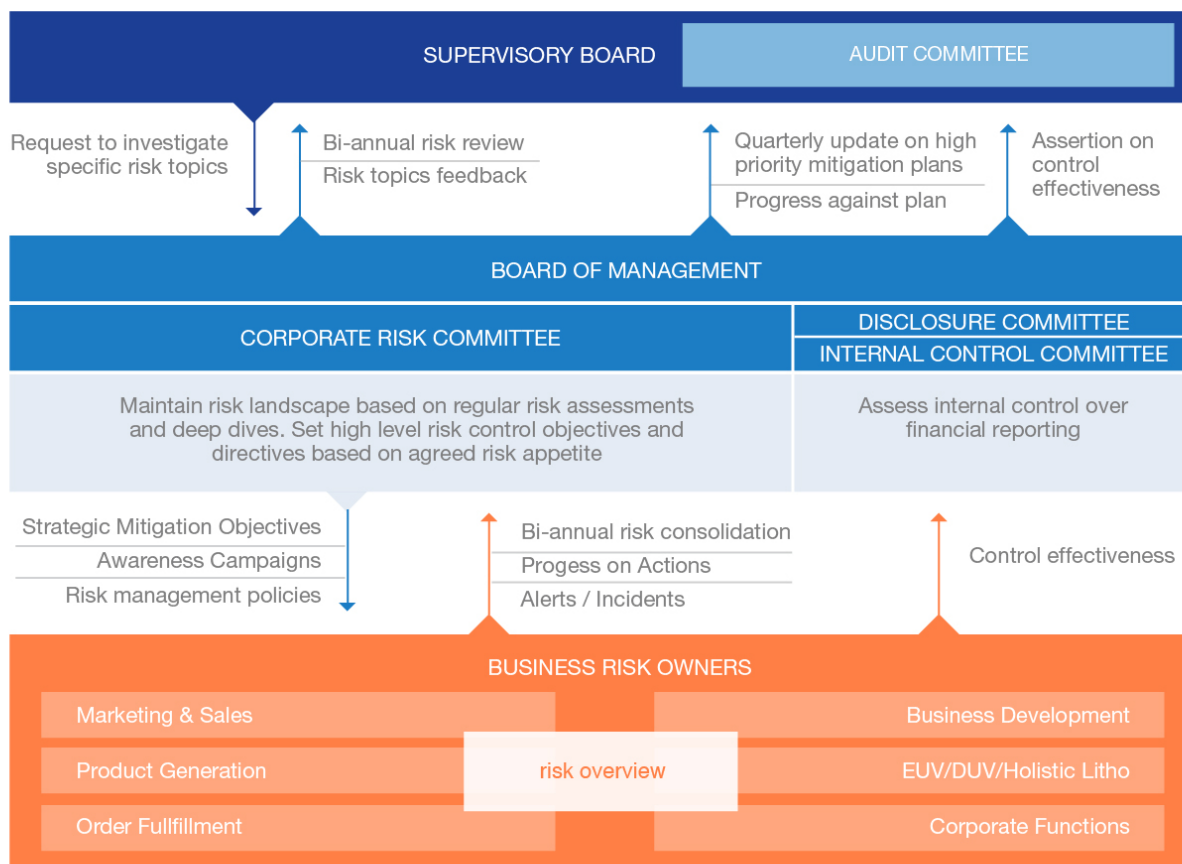 SUPERVISORY BOARD
AUDIT COMMITTEE
Request to investigate
specific risk topics
Bi-annual risk review
Risk topics feedback
Quarterly update on high
priority mitigation plans
Progress against plan
Assertion on
control
effectiveness
BOARD OF MANAGEMENT
CORPORATE RISK COMMITTEE
DISCLOSURE COMMITTEE
INTERNAL CONTROL COMMITTEE
Maintain risk landscape based on regular risk assessments
and deep dives. Set high level risk control objectives and
directives based on agreed risk appetite
Assess internal control over
financial reporting
Strategic Mitigation Objectives
Awareness Campaigns
Risk management policies
Bi-annual risk consolidation
Progess on Actions
Alerts / Incidents
Control effectiveness
BUSINESS RISK OWNERS
Marketing & Sales
Product Generation
Order Fullfillment
risk overview
Business Development
EUV/DUV/Holistic Litho
Corporate Functions